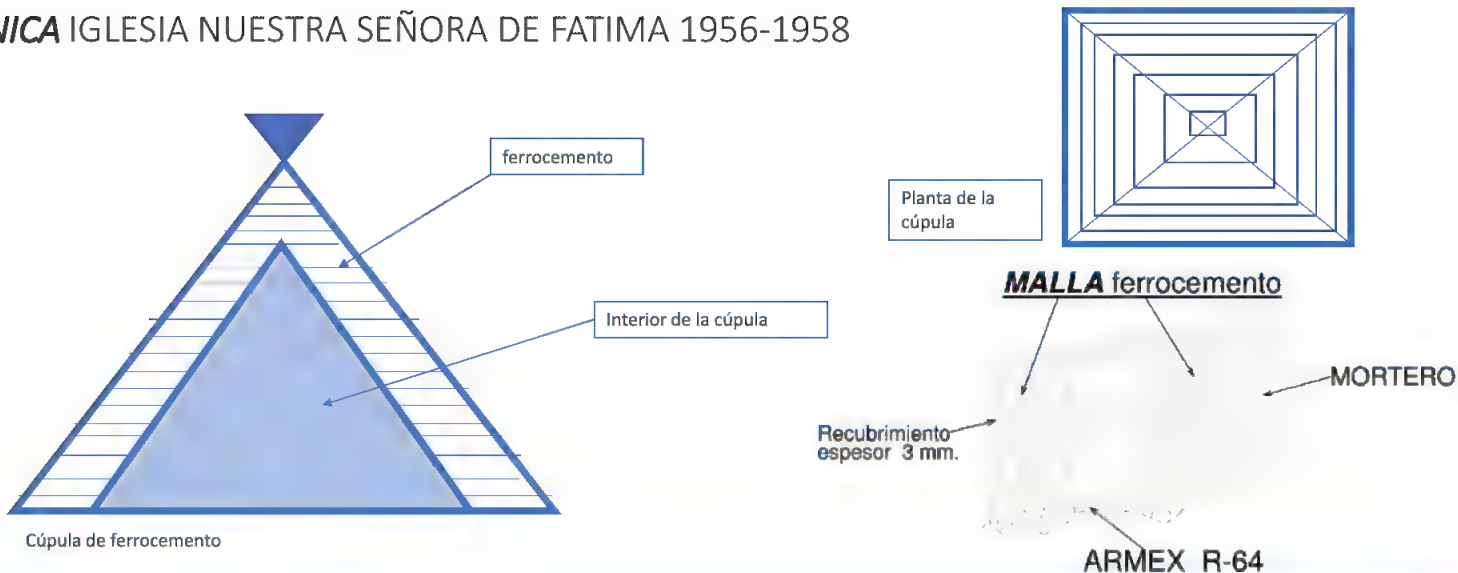 NICA IGLESIA NUESTRA SEÑORA DE FATIMA 1956-1958
ferrocemento
Interior de la cúpula
Cúpula de ferrocemento
Planta de la
cúpula
MALLA ferrocemento
MORTERO
Recubrimiento
espesor 3 mm.
ARMEX R-64